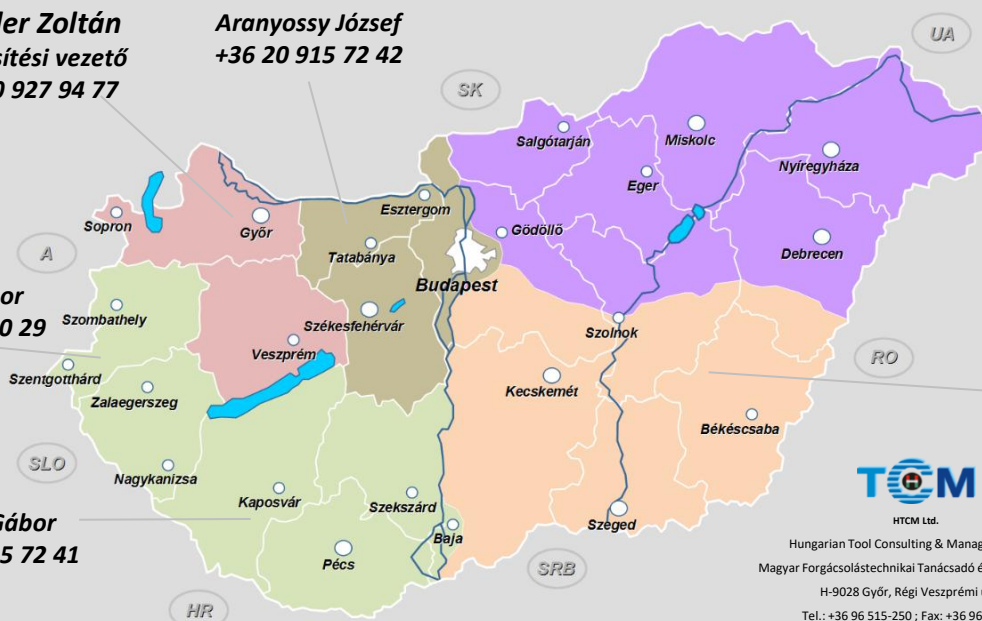 ler Zoltán
sítési vezető
0 927 94 77
Aranyossy József
+36 20 915 72 42
UA
SK
Salgótarján
Miskolc
Nyíregyháza
Eger
Esztergom
Sopron
Győr
Gödöllő
Tatabánya
Debrecen
A
Budapest
or
0 29
Szombathely
Székesfehérvár
Szolnok
Veszprém
RO
Szentgotthárd
Zalaegerszeg
Kecskemét
Békéscsaba
SLO
Nagykanizsa
Kaposvár
Szekszárd
Szeged
Gábor
5 72 41
Baja
Pécs
SRB
HR
TCM
H
HTCM Ltd.
Hungarian Tool Consulting & Manag
Magyar Forgácsolástechnikai Tanácsadó é
H-9028 Győr, Régi Veszprémi
Tel.: +36 96 515-250 ; Fax: +36 96